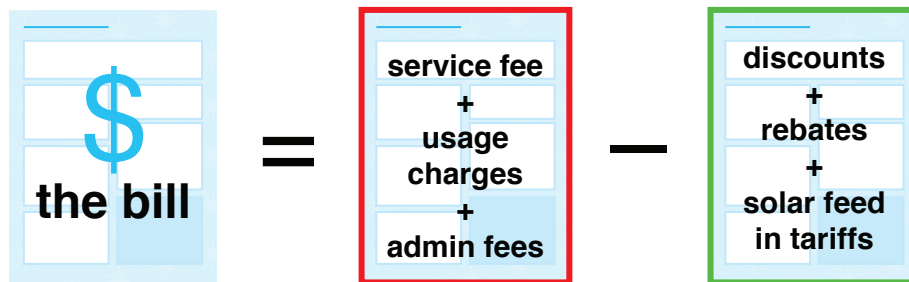 $
the bill
=
service fee
+
usage
charges
+
admin fees
—
discounts
+
rebates
+
solar feed
in tariffs